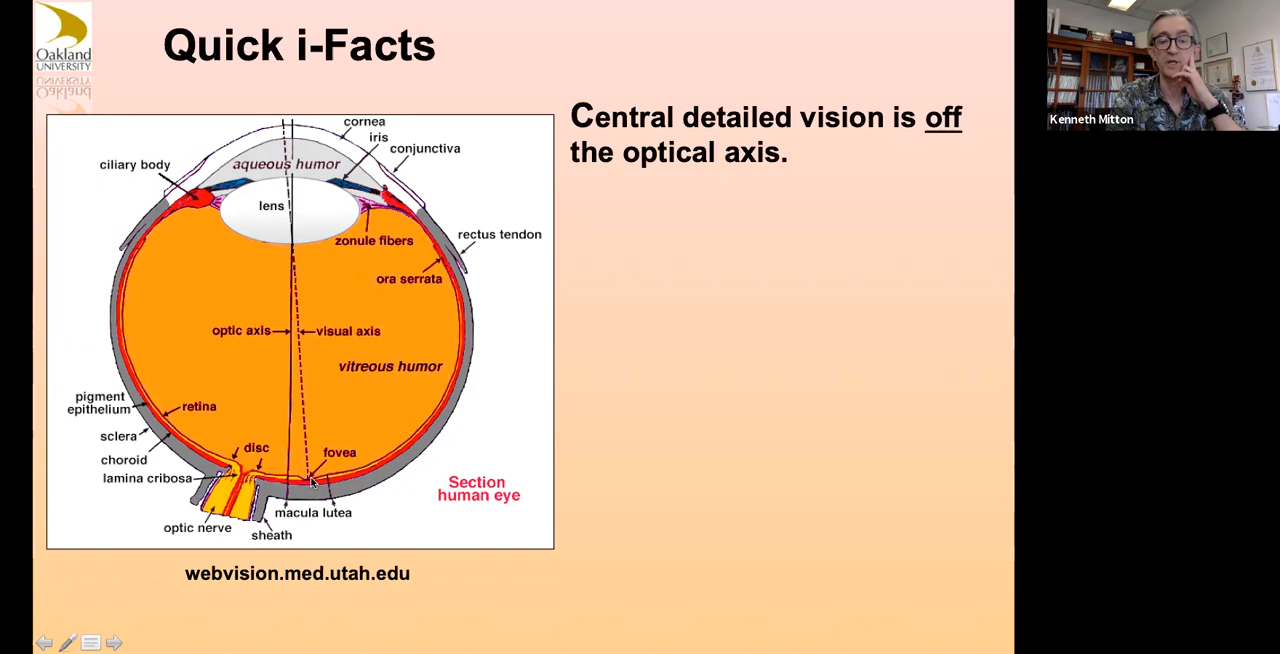 Oakland
UNIVERSITY
Quick i-Facts
Central detailed vision is off
the optical axis.
cornea
iris
conjunctiva
ciliary body
aqueous humor
lens
zonule fibers
rectus tendon
ora serrata
optic axis
visual axis
vitreous humor
pigment
epithelium
retina
sclera
choroid
disc
fovea
lamina cribosa
Section
human eye
macula lutea
optic nerve
sheath
webvision.med.utah.edu
Kenneth Mitton